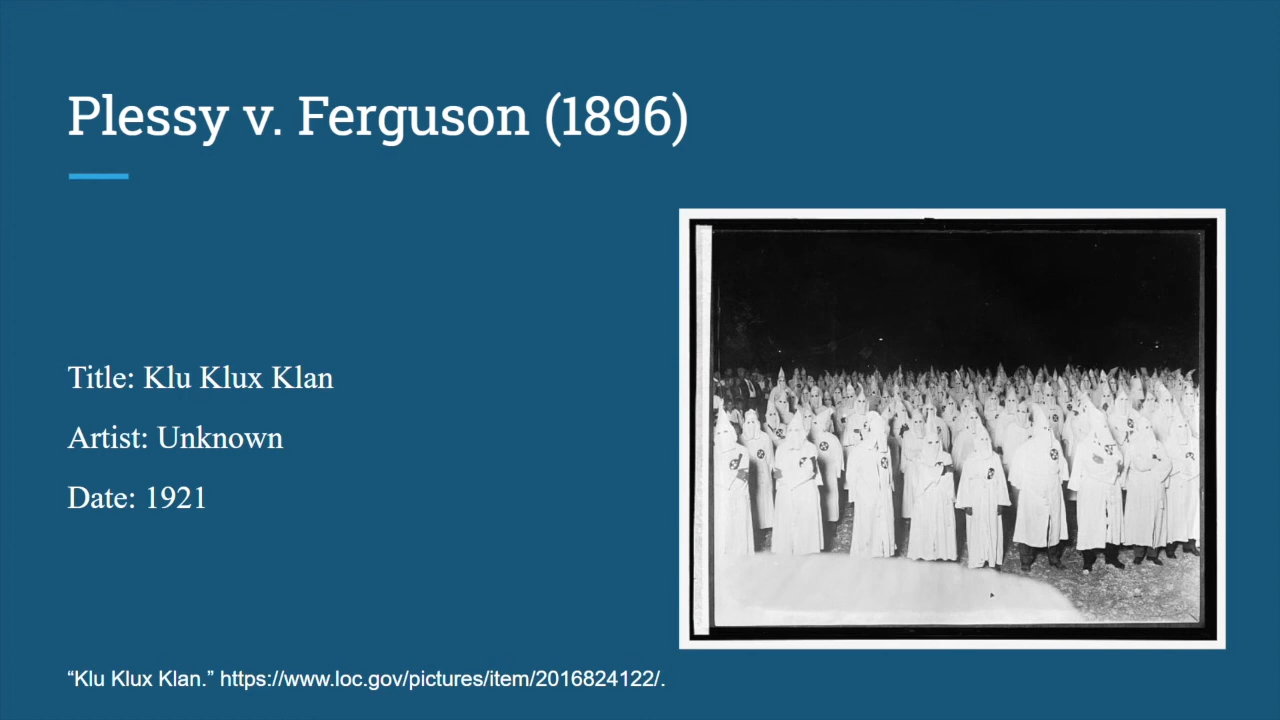 Plessy v. Ferguson (1896)
Title: Klu Klux Klan
Artist: Unknown
Date: 1921
“Klu Klux Klan.” https://www.loc.gov/pictures/item/2016824122/.